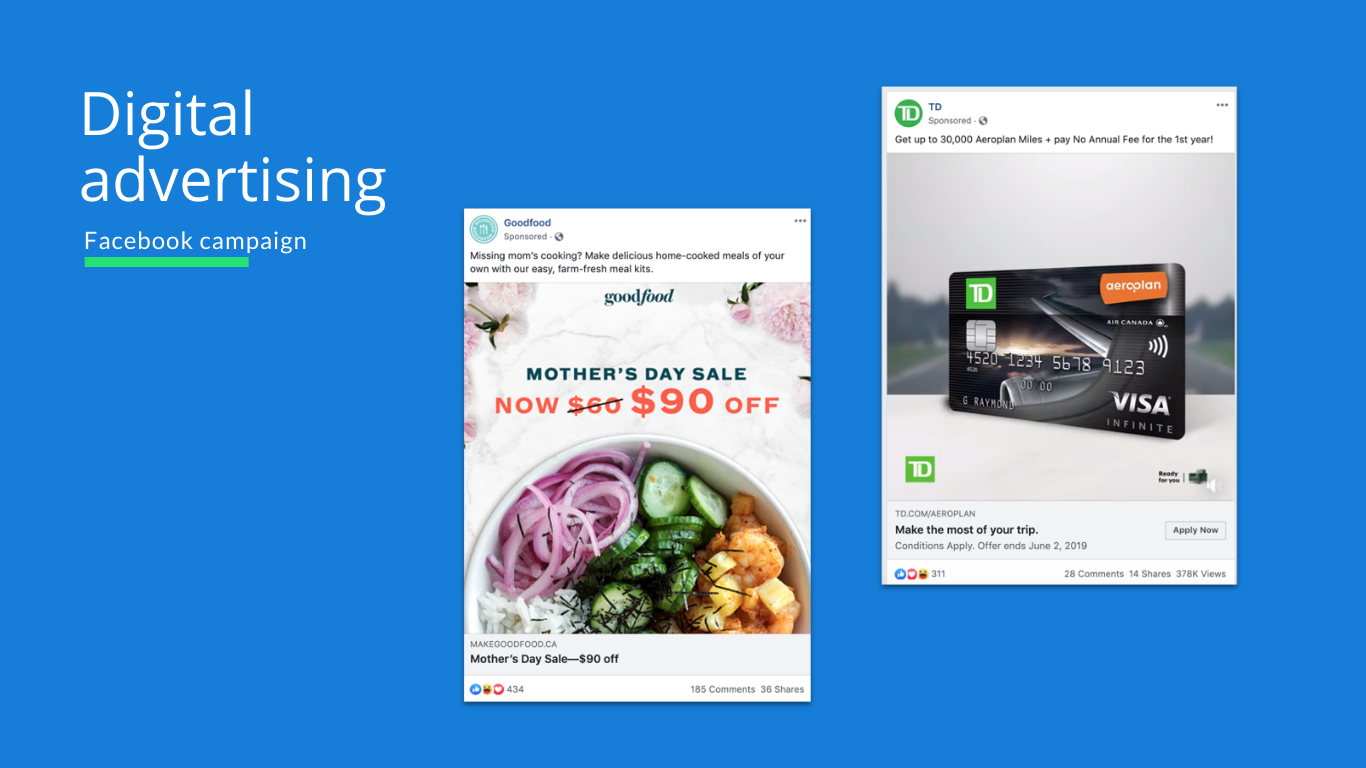 Digital
advertising
Facebook campaign
Goodfood
Sponsored ·
Missing mom's cooking? Make delicious home-cooked meals of your
own with our easy, farm-fresh meal kits.
goodfood
MOTHER'S DAY SALE
NOW $60 $90 OFF
MAKEGOODFOOD.CA
Mother's Day Sale—$90 off
434
185 Comments 36 Shares
TD
TD
Sponsored ·
Get up to 30,000 Aeroplan Miles + pay No Annual Fee for the 1st year!
TD
aeroplan
AIR CANADA
4520 1234 5678 9123
4520
00 00
G RAYMOND
VISA
INFINITE
TD
Ready
for you
TD.COM/AEROPLAN
Make the most of your trip.
Apply Now
Conditions Apply. Offer ends June 2, 2019
311
28 Comments 14 Shares 378K Views